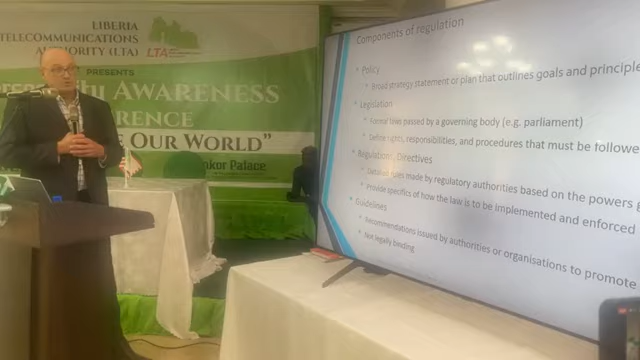 LIBERIA
TELECOMMUNICATIONS
AUTHORITY (LTA)
LTA
PRESENTS
AWARENESS
OUR WORLD”
Palace
Components of regulation
Policy
Broad strategy statement or plan that outlines goals and principle
Legislation
Formal laws passed by a governing body (e.g. parliament)
Define rights, responsibilities, and procedures that must be followe
Regulations, Directives
Detailed rules made by regulatory authorities based on the powers g
Provide specifics of how the law is to be implemented and enforced
Guidelines
Recommendations issued by authorities or organisations to promote
Not legally binding